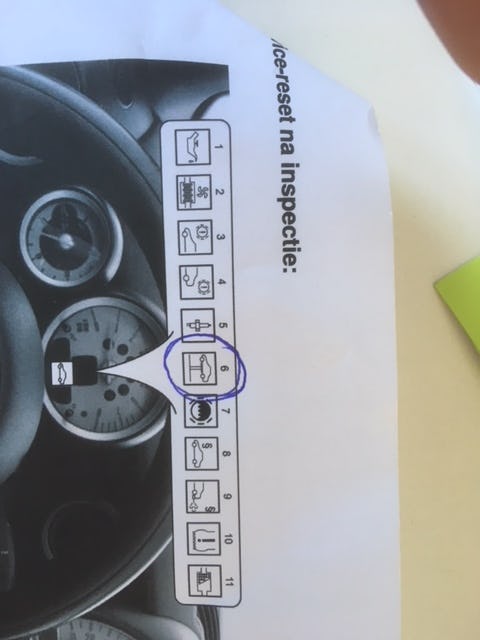 ice-reset na inspectie:
1 2 3 4 5 6 7 8 9 10 11